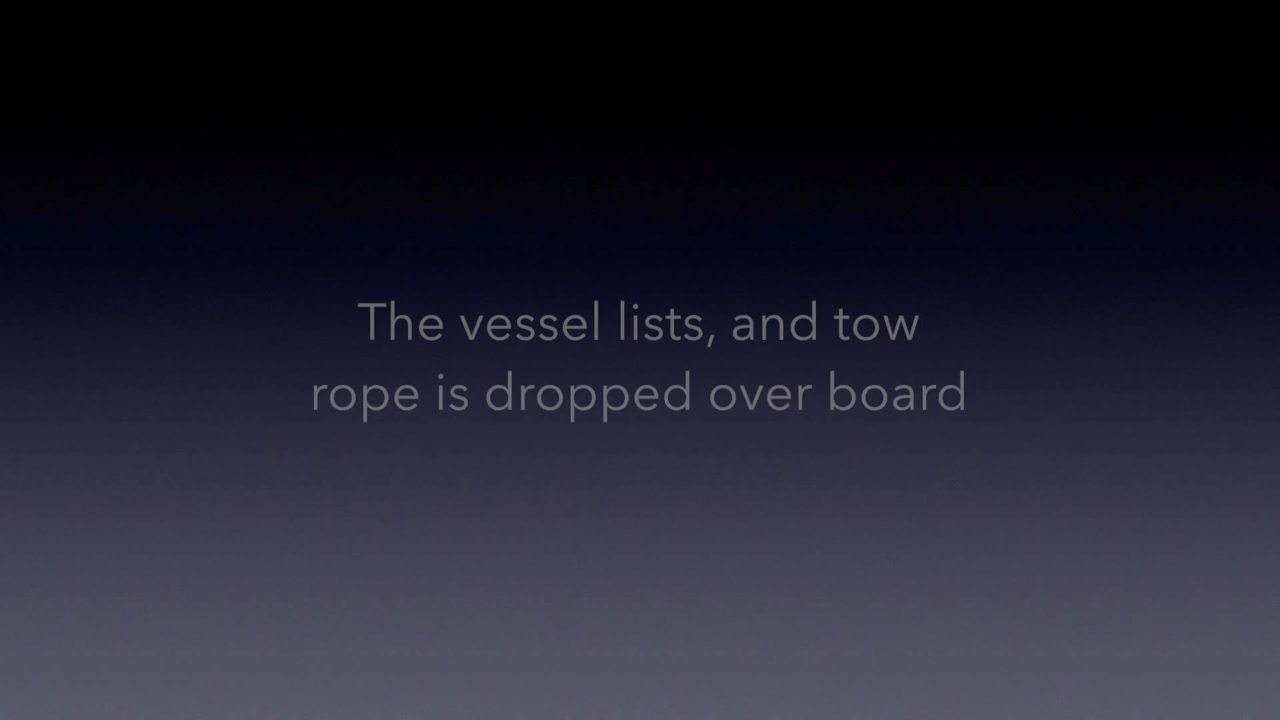 The vessel lists, and tow
rope is dropped over board